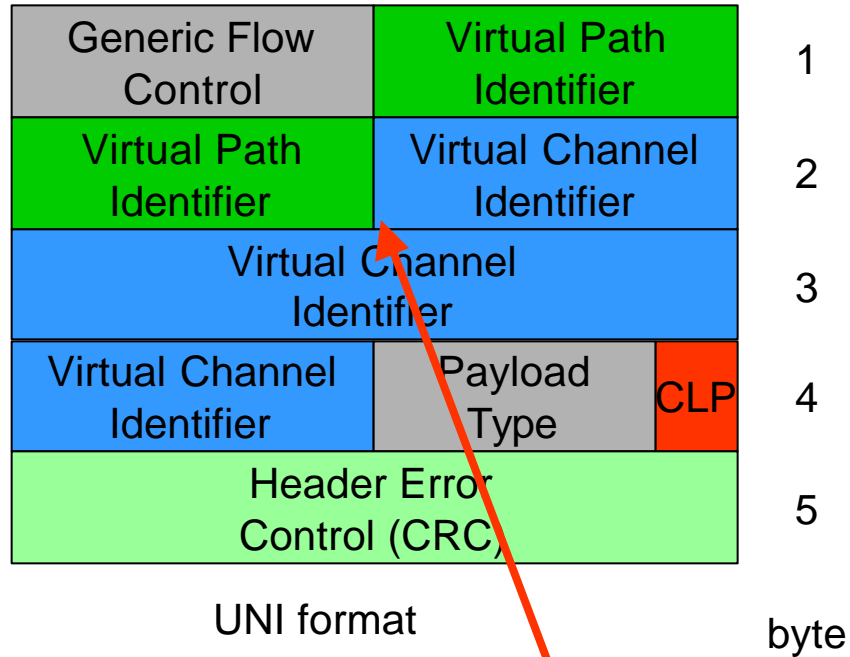 Generic Flow
Control
Virtual Path
Identifier
1
Virtual Path
Identifier
Virtual Channel
Identifier
2
Virtual Channel
Identifier
3
Virtual Channel
Identifier
Payload
Type
CLP
4
Header Error
Control (CRC)
5
UNI format
byte